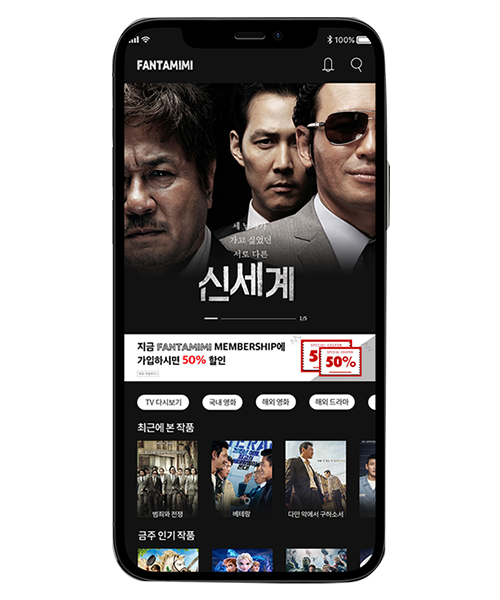 100%
FANTAMIMI
세 남자가
가고 싶었던
서로 다른
신세계
1/5
지금 FANTAMIMI MEMBERSHIP에
가입하시면 50% 할인
SPECIAL COUPON
SPECIAL COUPON
50%
TV 다시보기
국내 영화
해외 영화
해외 드라마
최근에 본 작품
범죄와 전쟁
베테랑
다만 악에서 구하소서
금주 인기 작품